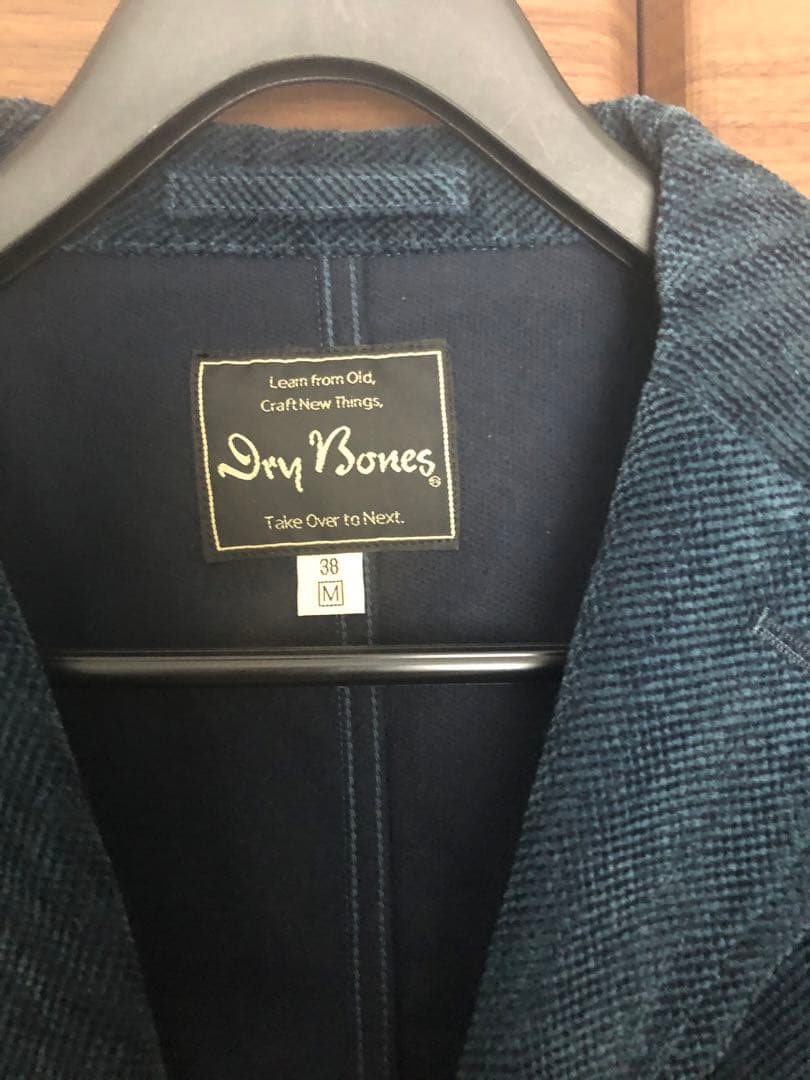 Learn from Old,
Craft New Things,
Dry Bones
Take Over to Next.
38
M